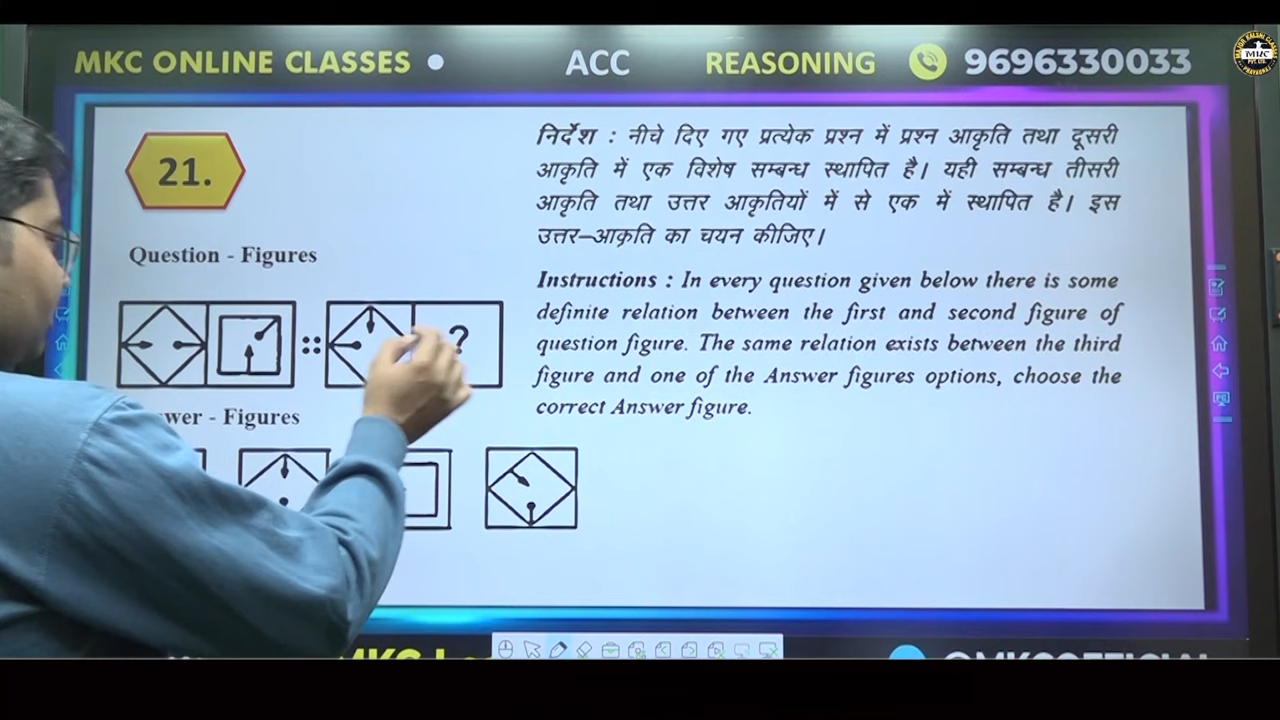 MKC ONLINE CLASSES • ACC REASONING 9696330033
21.
निर्देश : नीचे दिए गए प्रत्येक प्रश्न में प्रश्न आकृति तथा दूसरी
आकृति में एक विशेष सम्बन्ध स्थापित है। यही सम्बन्ध तीसरी
आकृति तथा उत्तर आकृतियों में से एक में स्थापित है। इस
उत्तर–आकृति का चयन कीजिए।
Question - Figures
?
Instructions : In every question given below there is some
definite relation between the first and second figure of
question figure. The same relation exists between the third
figure and one of the Answer figures options, choose the
correct Answer figure.
wer - Figures
MKC